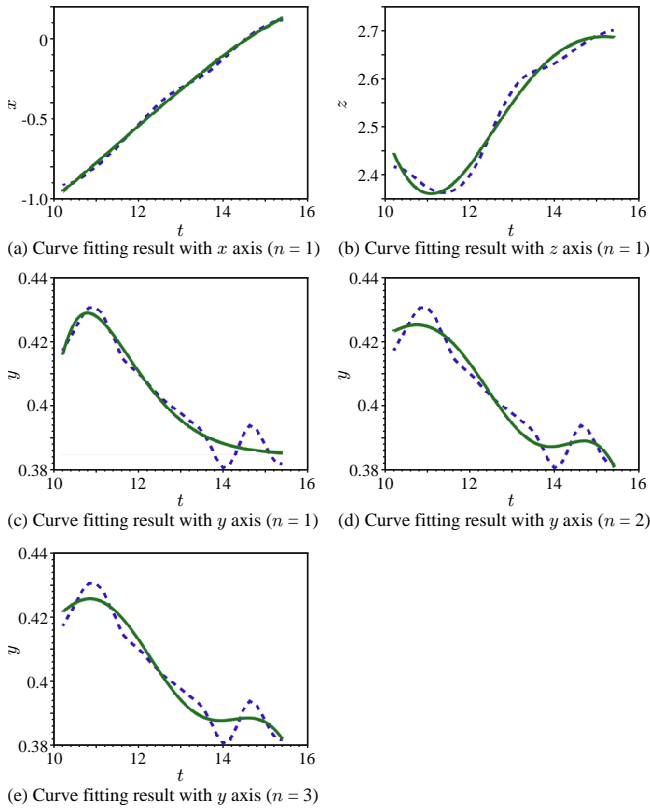 0
-0.5
-1.0
x
10 12 14 16
t
(a) Curve fitting result with x axis (n = 1)
2.7
2.6
2.5
2.4
z
10 12 14 16
t
(b) Curve fitting result with z axis (n = 1)
0.44
0.42
0.4
0.38
y
10 12 14 16
t
(c) Curve fitting result with y axis (n = 1)
0.44
0.42
0.4
0.38
y
10 12 14 16
t
(d) Curve fitting result with y axis (n = 2)
0.44
0.42
0.4
0.38
y
10 12 14 16
t
(e) Curve fitting result with y axis (n = 3)